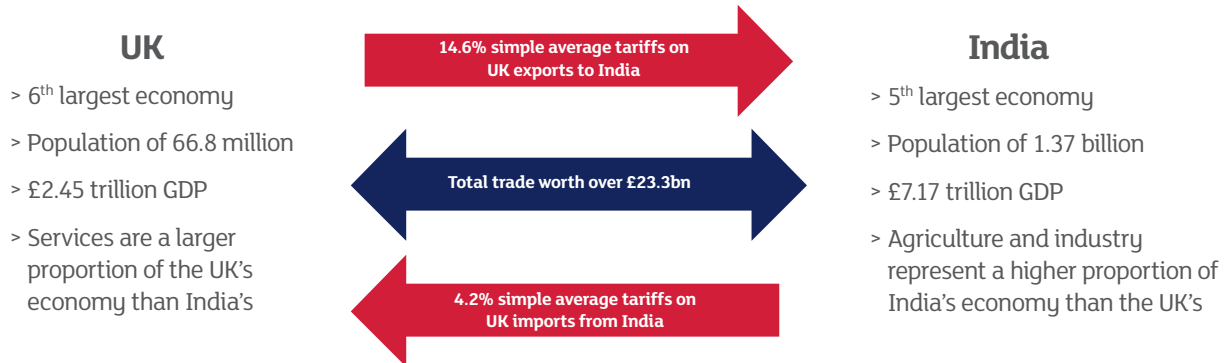 UK
> 6th largest economy
> Population of 66.8 million
> £2.45 trillion GDP
> Services are a larger
proportion of the UK’s
economy than India’s
14.6% simple average tariffs on
UK exports to India
Total trade worth over £23.3bn
4.2% simple average tariffs on
UK imports from India
India
> 5th largest economy
> Population of 1.37 billion
> £7.17 trillion GDP
> Agriculture and industry
represent a higher proportion of
India’s economy than the UK’s